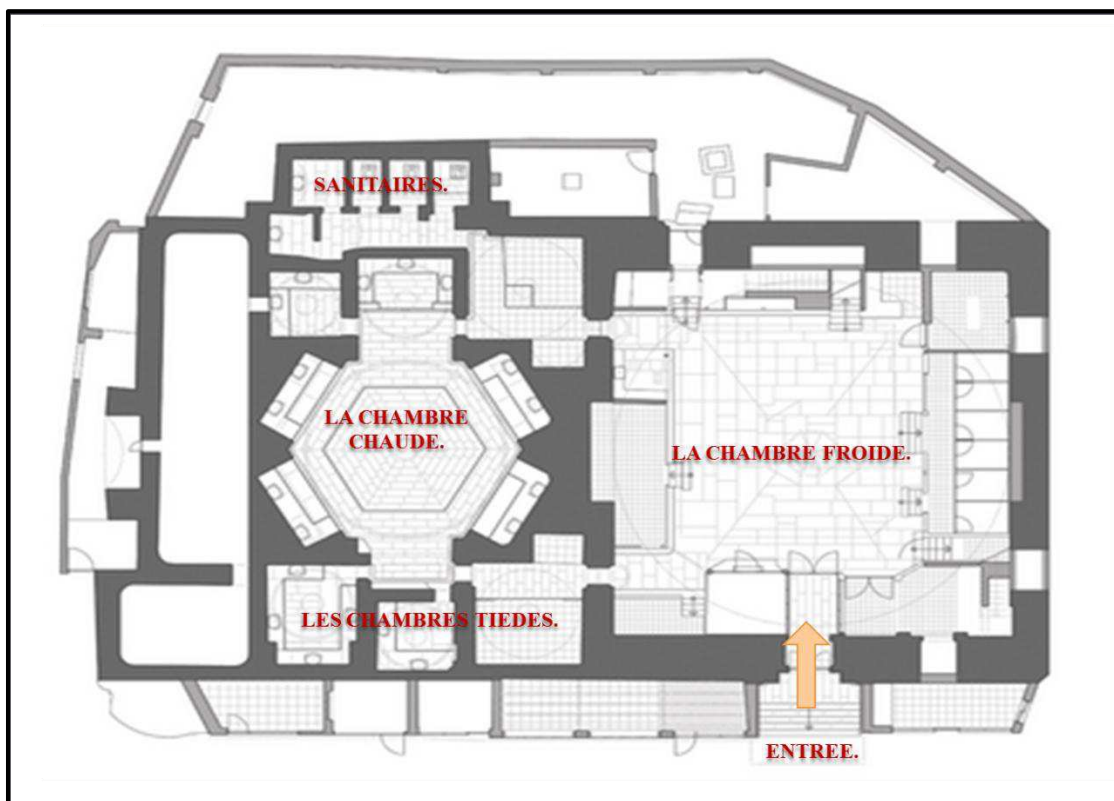 SANITAIRES.
LA CHAMBRE
CHAUDE.
LA CHAMBRE FROIDE.
LES CHAMBRES TIEDES.
ENTREE.